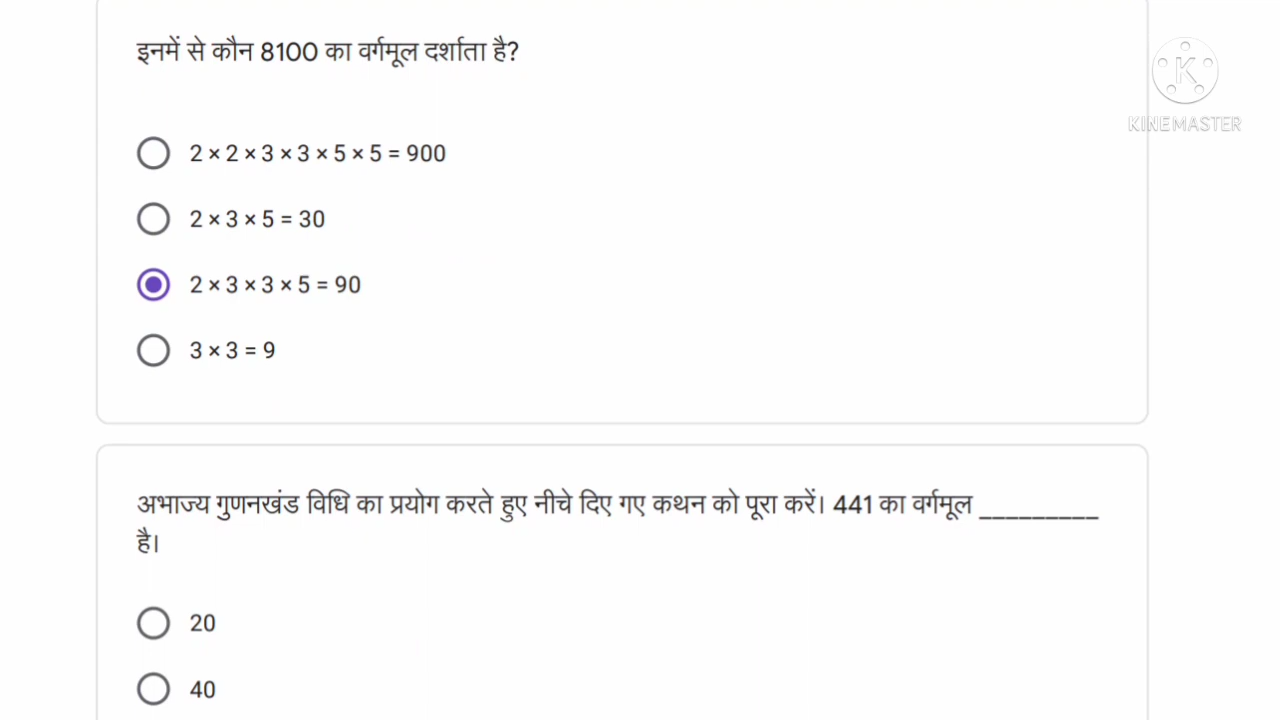 इनमें से कौन 8100 का वर्गमूल दर्शाता है?
KINEMASTER
2 × 2 × 3 × 3 × 5 × 5 = 900
2 × 3 × 5 = 30
2 × 3 × 3 × 5 = 90
3 × 3 = 9
अभाज्य गुणनखंड विधि का प्रयोग करते हुए नीचे दिए गए कथन को पूरा करें। 441 का वर्गमूल _________
है।
20
40